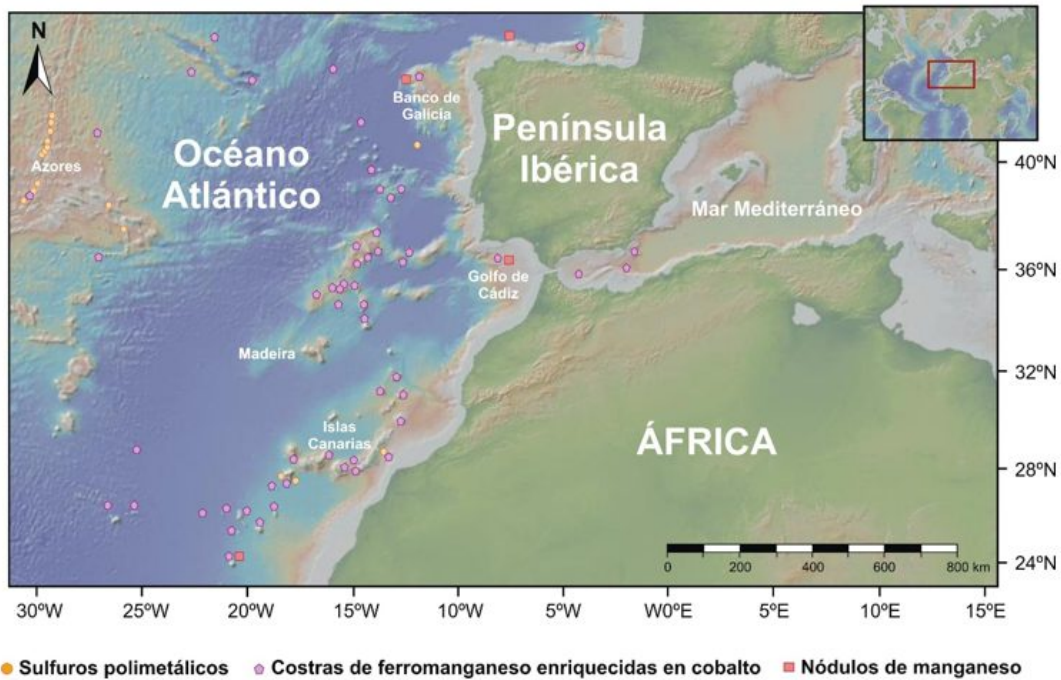 N
Banco de
Galicia
Península
Ibérica
Océano
Atlántico
Azores
40ºN
Mar Mediterráneo
Golfo de
Cádiz
36ºN
Madeira
32ºN
Islas
Canarias
ÁFRICA
28ºN
0 200 400 600 800 km
24ºN
30ºW 25ºW 20ºW 15ºW 10ºW 5ºW W0ºE 5ºE 10ºE 15ºE
Sulfuros polimetálicos Costras de ferromanganeso enriquecidas en cobalto Nódulos de manganeso